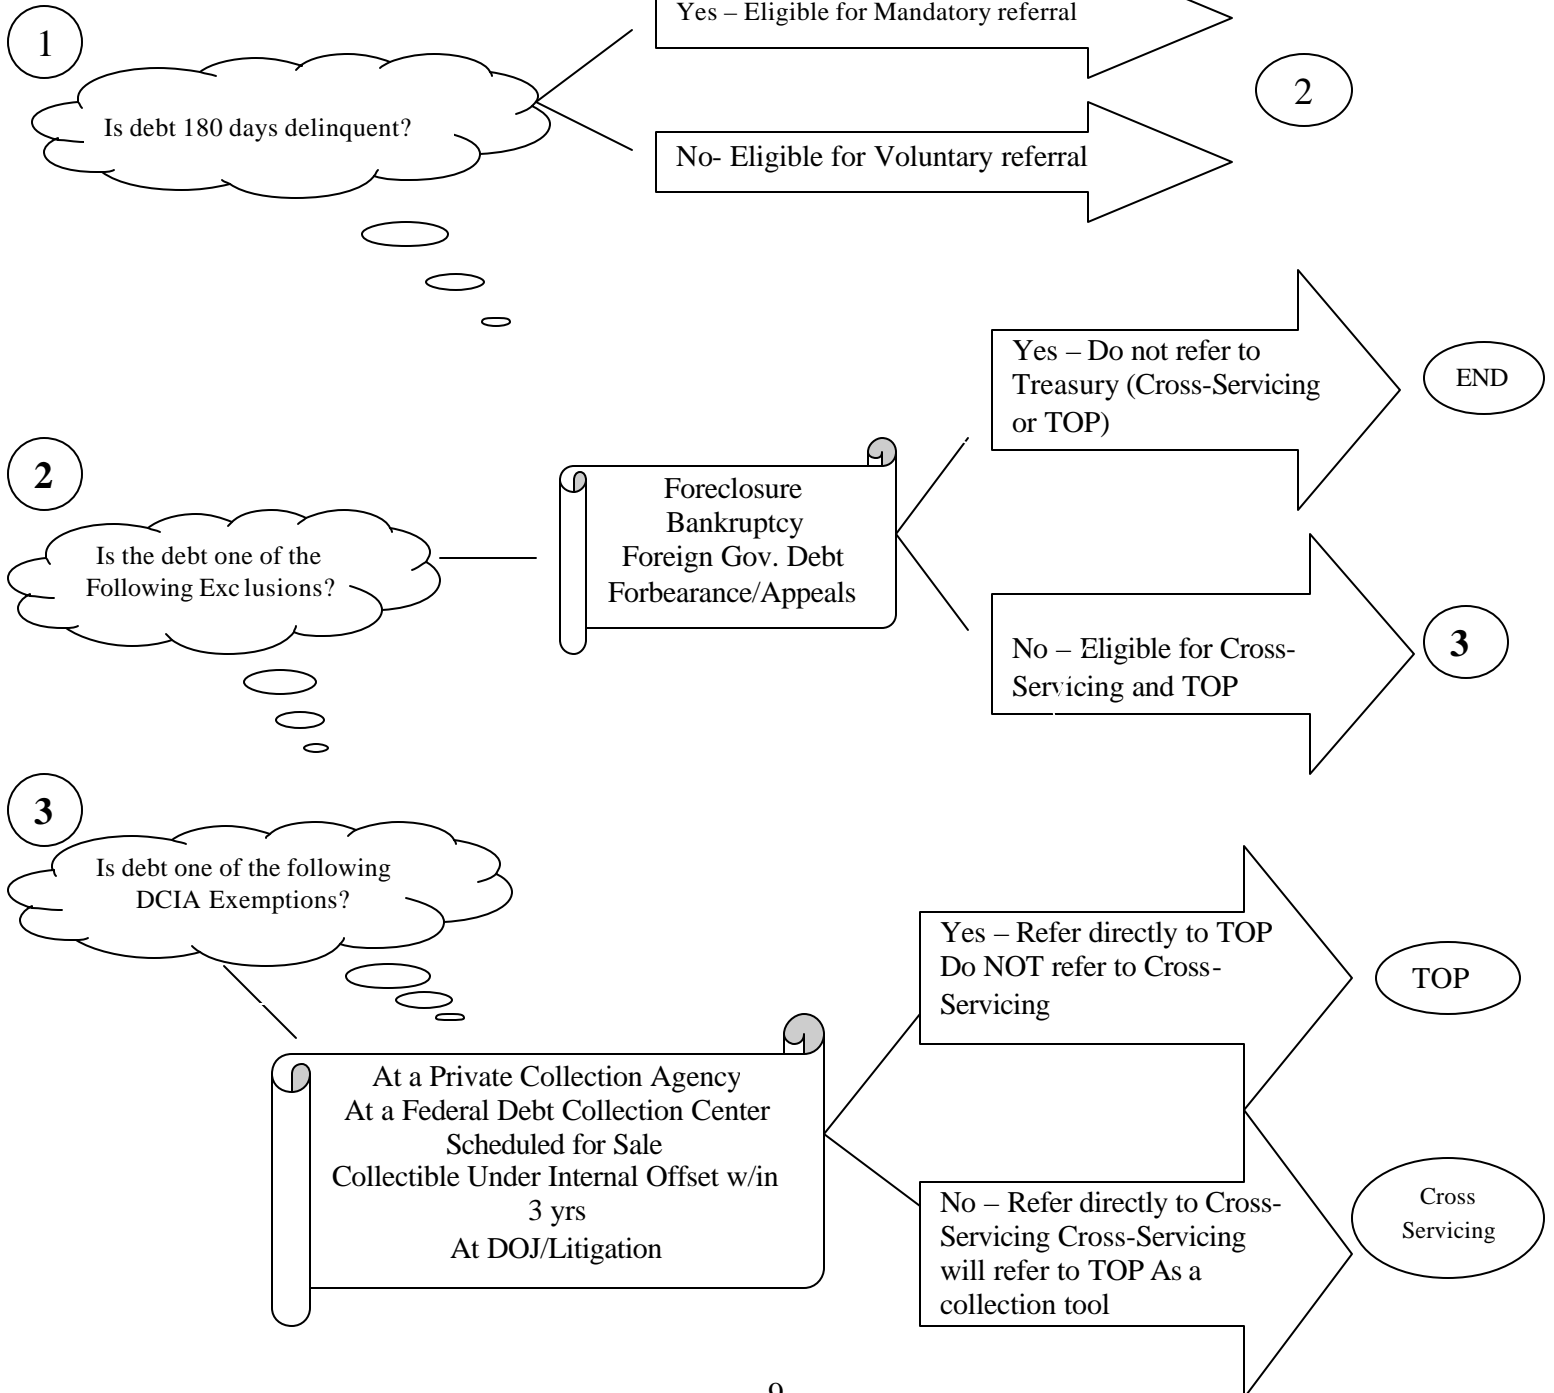 1
Yes – Eligible for Mandatory referral
Is debt 180 days delinquent?
2
No- Eligible for Voluntary referral
Yes – Do not refer to
Treasury (Cross-Servicing
or TOP)
END
2
Is the debt one of the
Following Exc lusions?
Foreclosure
Bankruptcy
Foreign Gov. Debt
Forbearance/Appeals
No – Eligible for Cross-
Servicing and TOP
3
3
Is debt one of the following
DCIA Exemptions?
Yes – Refer directly to TOP
Do NOT refer to Cross-
Servicing
TOP
At a Private Collection Agency
At a Federal Debt Collection Center
Scheduled for Sale
Collectible Under Internal Offset w/in
3 yrs
At DOJ/Litigation
No – Refer directly to Cross-
Servicing Cross-Servicing
will refer to TOP As a
collection tool
Cross
Servicing
9